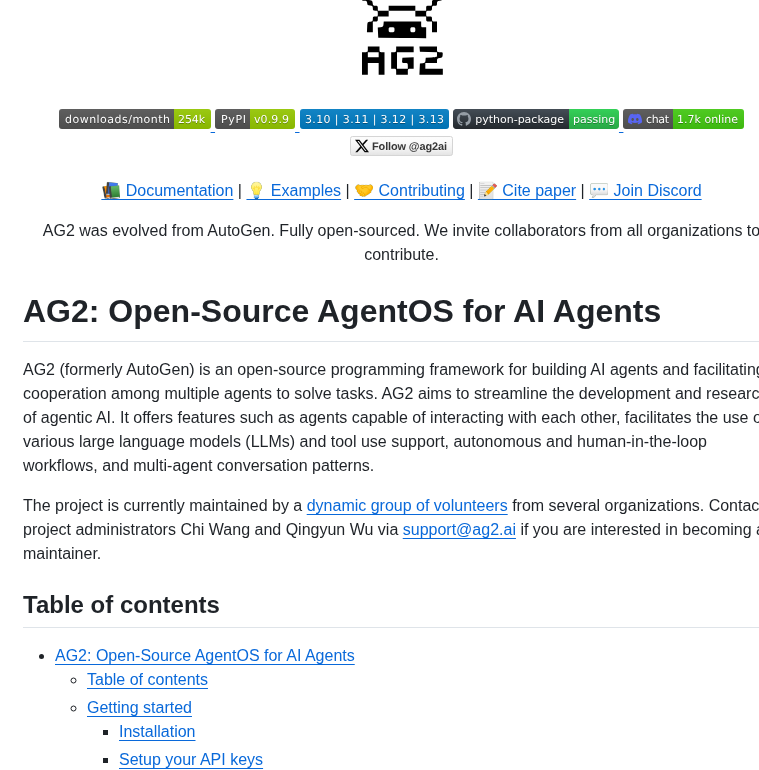 AG2
downloads/month 254k PyPI v0.9.9 3.10 | 3.11 | 3.12 | 3.13 python-package passing chat 1.7k online
Follow @ag2ai
Documentation | Examples | Contributing | Cite paper | Join Discord
AG2 was evolved from AutoGen. Fully open-sourced. We invite collaborators from all organizations to
contribute.
AG2: Open-Source AgentOS for AI Agents
AG2 (formerly AutoGen) is an open-source programming framework for building AI agents and facilitating
cooperation among multiple agents to solve tasks. AG2 aims to streamline the development and researc
of agentic AI. It offers features such as agents capable of interacting with each other, facilitates the use o
various large language models (LLMs) and tool use support, autonomous and human-in-the-loop
workflows, and multi-agent conversation patterns.
The project is currently maintained by a dynamic group of volunteers from several organizations. Contac
project administrators Chi Wang and Qingyun Wu via support@ag2.ai if you are interested in becoming a
maintainer.
Table of contents
AG2: Open-Source AgentOS for AI Agents
Table of contents
Getting started
Installation
Setup your API keys